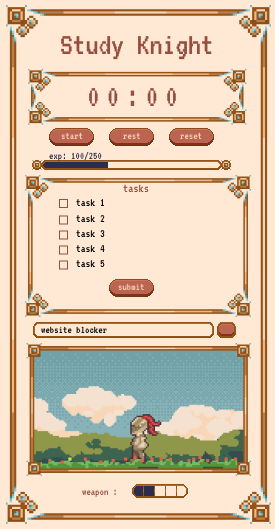 Study Knight
00:00
start rest reset
exp: 100/250
tasks
task 1
task 2
task 3
task 4
task 5
submit
website blocker
weapon :